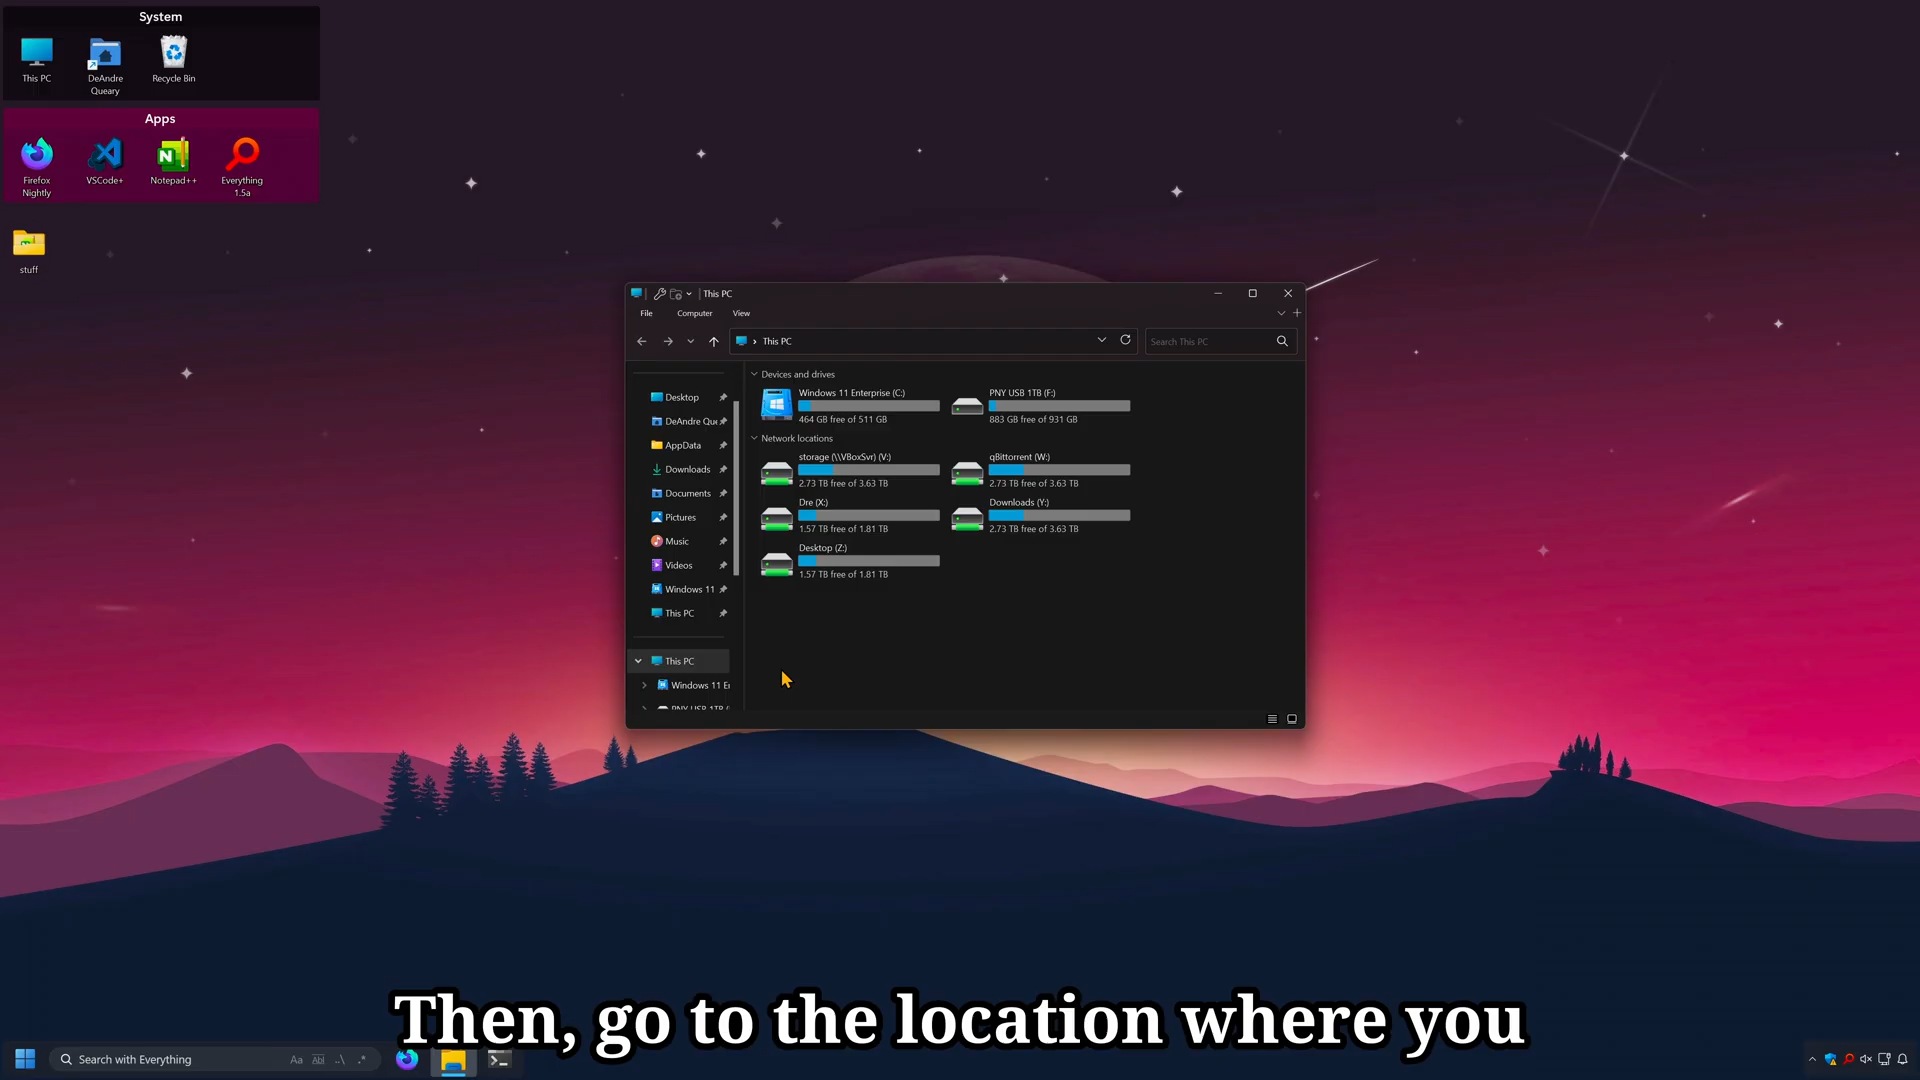 System
This PC
DeAndre
Queary
Recycle Bin
Apps
Firefox
Nightly
VSCode+
Notepad++
Everything
1.5a
stuff
This PC
File
Computer
View
This PC
Search This PC
Desktop
DeAndre Que
AppData
Downloads
Documents
Pictures
Music
Videos
Windows 11
This PC
This PC
Windows 11 En
PNY USB 1TB (
Devices and drives
Windows 11 Enterprise (C:)
464 GB free of 511 GB
PNY USB 1TB (F:)
883 GB free of 931 GB
Network locations
storage (\\VBoxSvr) (V:)
2.73 TB free of 3.63 TB
qBittorrent (W:)
2.73 TB free of 3.63 TB
Dre (X:)
1.57 TB free of 1.81 TB
Downloads (Y:)
2.73 TB free of 3.63 TB
Desktop (Z:)
1.57 TB free of 1.81 TB
Then, go to the location where you
Search with Everything
Aa
Ab
.\
.*